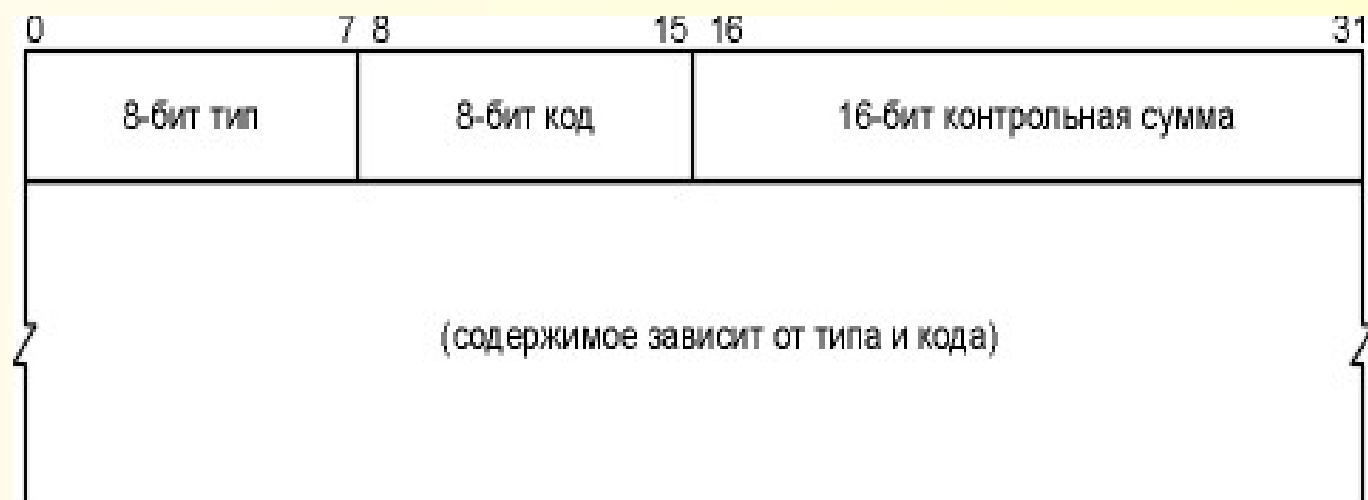 0 7 8 15 16 31
8-бит тип 8-бит код 16-бит контрольная сумма
(содержимое зависит от типа и кода)